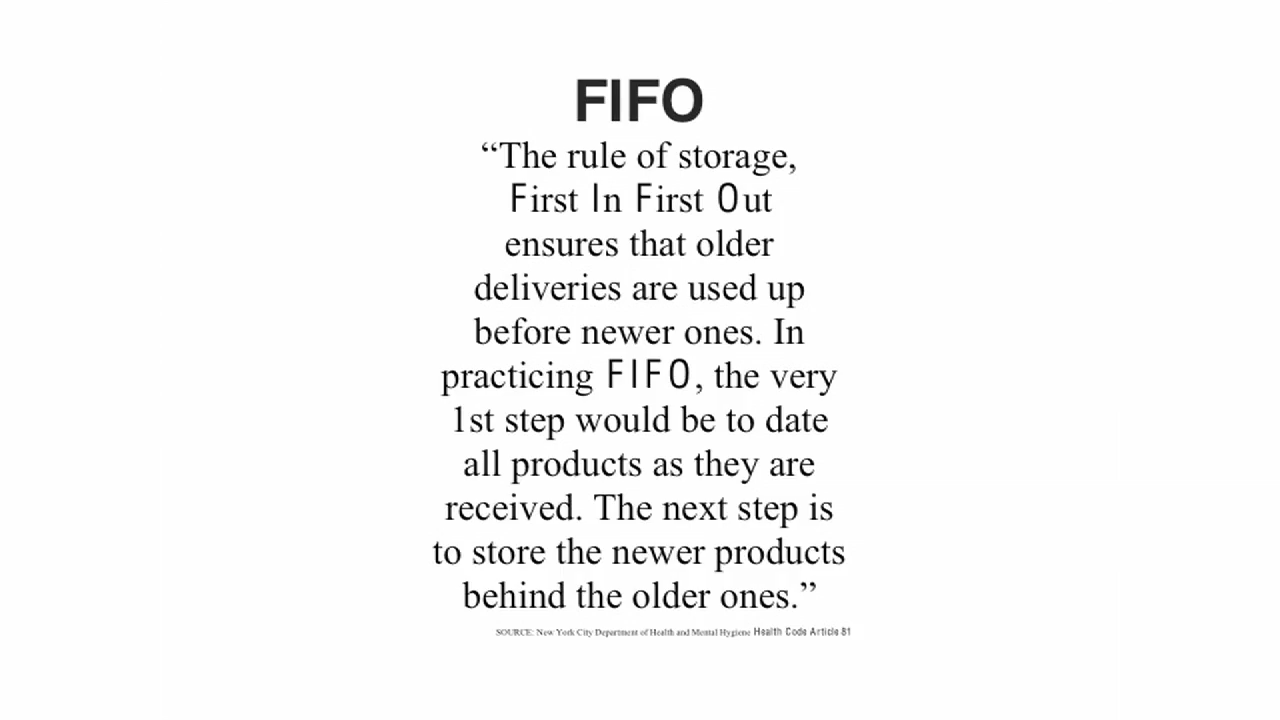 FIFO
“The rule of storage,
First In First Out
ensures that older
deliveries are used up
before newer ones. In
practicing FIFO, the very
1st step would be to date
all products as they are
received. The next step is
to store the newer products
behind the older ones.”
SOURCE: New York City Department of Health and Mental Hygiene Health Code Article 81